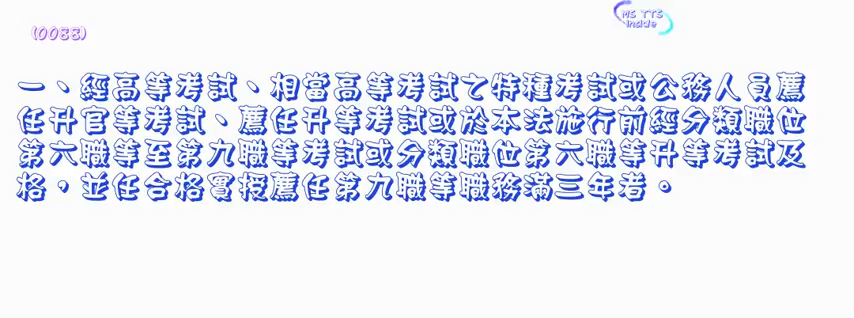 MS TTS
inside
(0088)
一、經高等考試、相當高等考試之特種考試或公務人員薦
任升官等考試、薦任升等考試或於本法施行前經分類職位
第六職等至第九職等考試或分類職位第六職等升等考試及
格，並任合格實授薦任第九職等職務滿三年者。